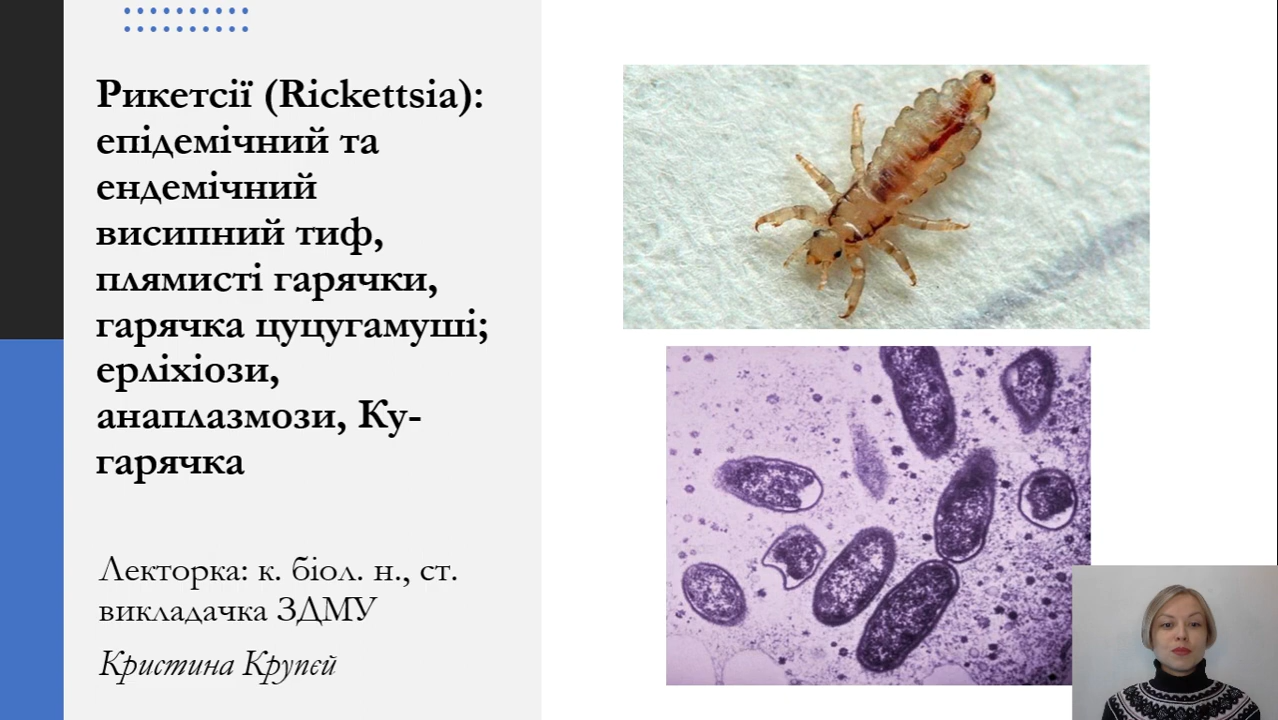 Рикетсії (Rickettsia):
епідемічний та
ендемічний
висипний тиф,
плямисті гарячки,
гарячка цуцугамуші;
ерліхіози,
анаплазмози, Ку-
гарячка
Лекторка: к. біол. н., ст.
викладачка ЗДМУ
Кристина Крупєй